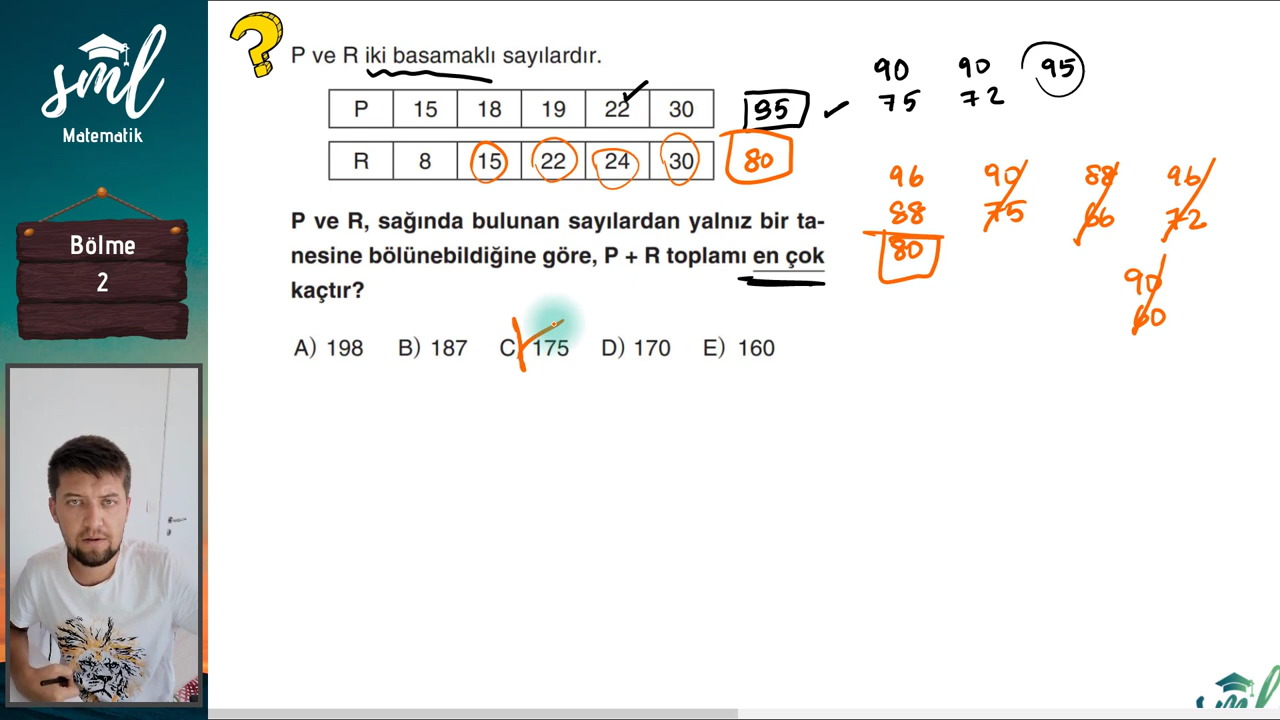 sml
Matematik
Bölme
2
P ve R iki basamaklı sayılardır.
P 15 18 19 22 30
95
R 8 15 22 24 30
80
90 90 95
75 72
96 90 88 96
88 75 66 72
80
90
60
P ve R, sağında bulunan sayılardan yalnız bir ta-
nesine bölünebildiğine göre, P + R toplamı en çok
kaçtır?
A) 198 B) 187 C) 175 D) 170 E) 160